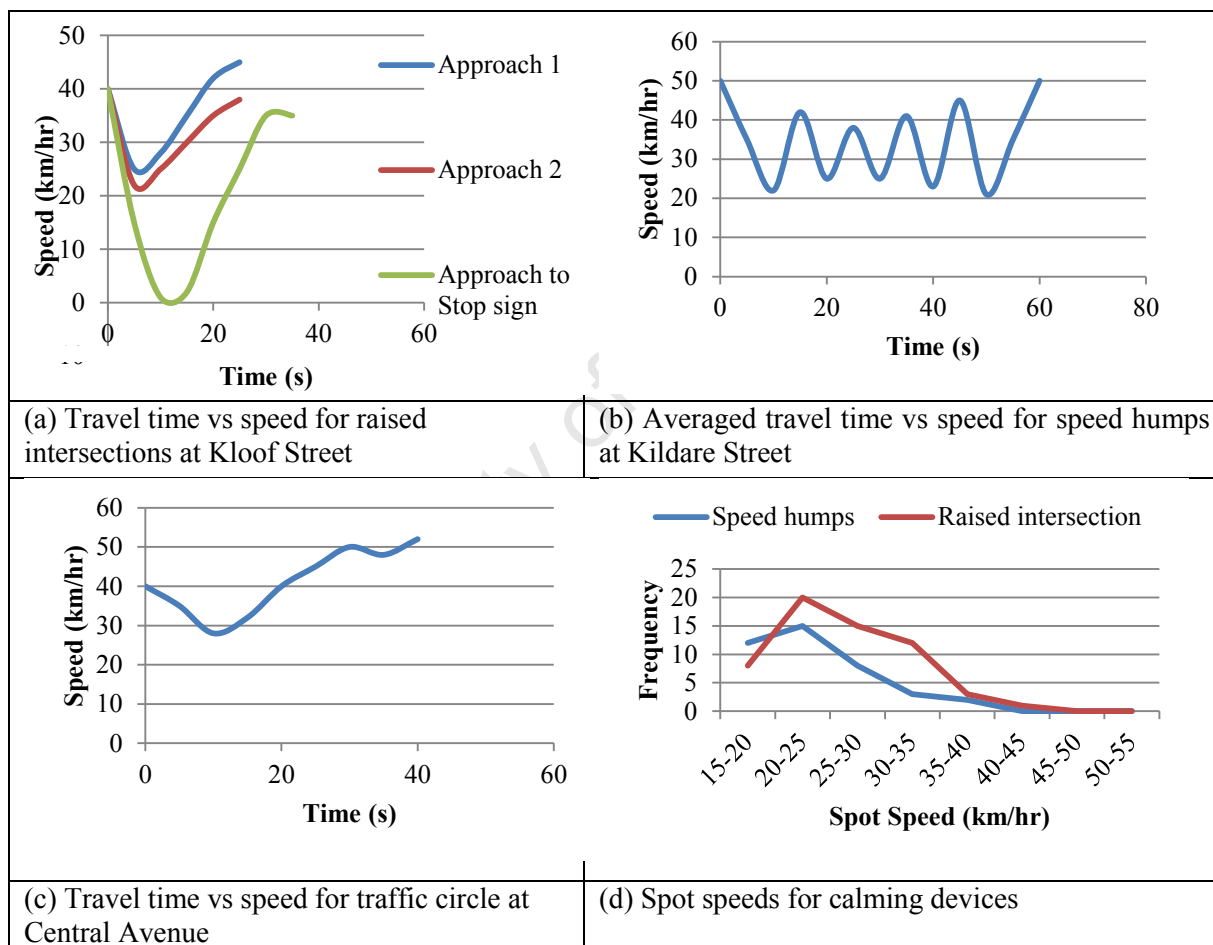 50
40
30
20
10
0
0 20 40 60
Speed (km/hr)
Time (s)
Approach 1
Approach 2
Approach to
Stop sign
60
50
40
30
20
10
0
0 20 40 60 80
Speed (km/hr)
Time (s)
(a) Travel time vs speed for raised
intersections at Kloof Street
(b) Averaged travel time vs speed for speed humps
at Kildare Street
60
50
40
30
20
10
0
0 20 40 60
Speed (km/hr)
Time (s)
Speed humps Raised intersection
25
20
15
10
5
0
Frequency
15-20 20-25 25-30 30-35 35-40 40-45 45-50 50-55
Spot Speed (km/hr)
(c) Travel time vs speed for traffic circle at
Central Avenue
(d) Spot speeds for calming devices